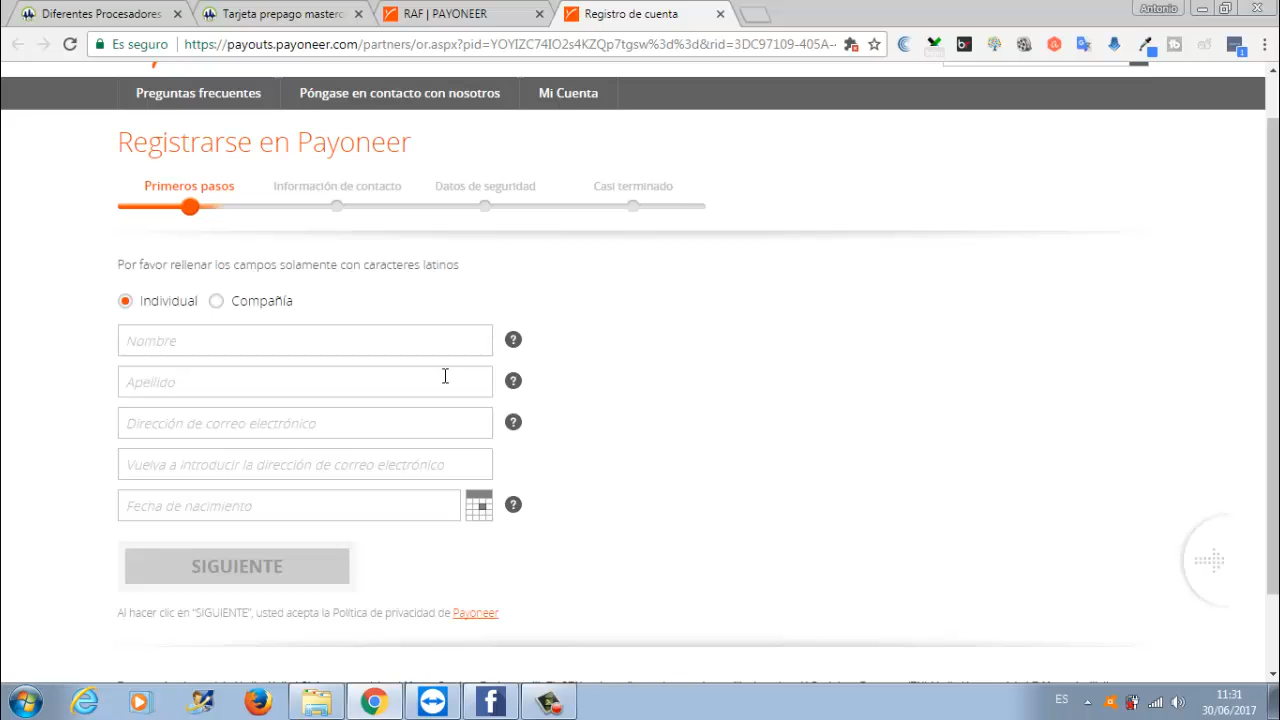 Diferentes Procesadores
Tarjeta prepago masterc
RAF | PAYONEER
Registro de cuenta
Antonio
Es seguro
https://payouts.payoneer.com/partners/or.aspx?pid=YOYIZC74IO2s4KZQp7tgsw%3d%3d&rid=3DC97109-405A-
Preguntas frecuentes
Póngase en contacto con nosotros
Mi Cuenta
Registrarse en Payoneer
Primeros pasos
Información de contacto
Datos de seguridad
Casi terminado
Por favor rellenar los campos solamente con caracteres latinos
Individual
Compañía
Nombre
?
Apellido
?
Dirección de correo electrónico
?
Vuelva a introducir la dirección de correo electrónico
Fecha de nacimiento
?
SIGUIENTE
Al hacer clic en "SIGUIENTE", usted acepta la Política de privacidad de Payoneer
ES
11:31
30/06/2017